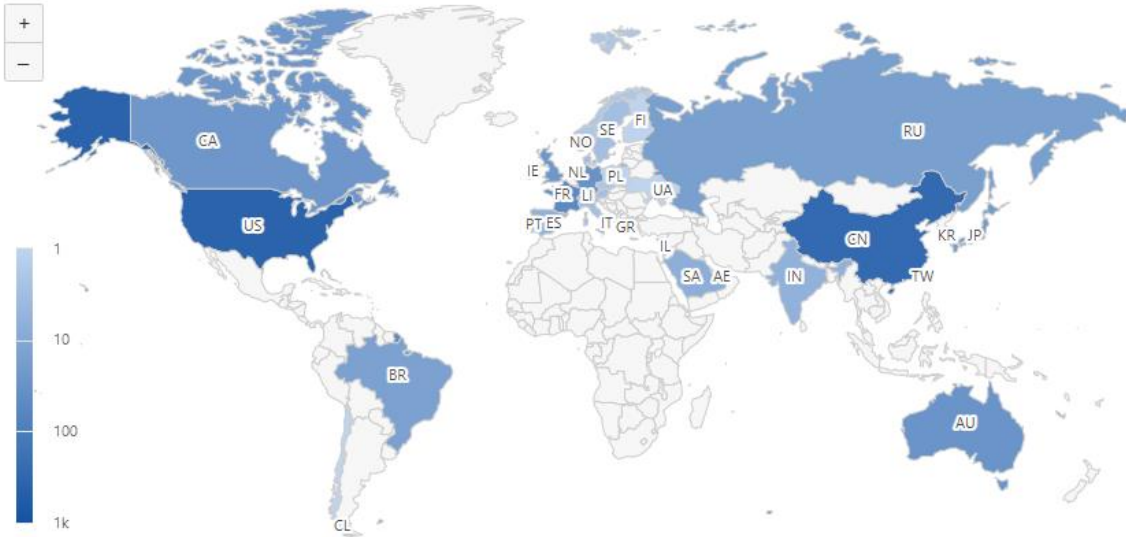 +
−
CA
US
BR
CL
NO
SE
FI
RU
IE
NL
PL
UA
FR
LI
PT
ES
IT
GR
IL
SA
AE
IN
CN
KR
JP
TW
AU
1
10
100
1k